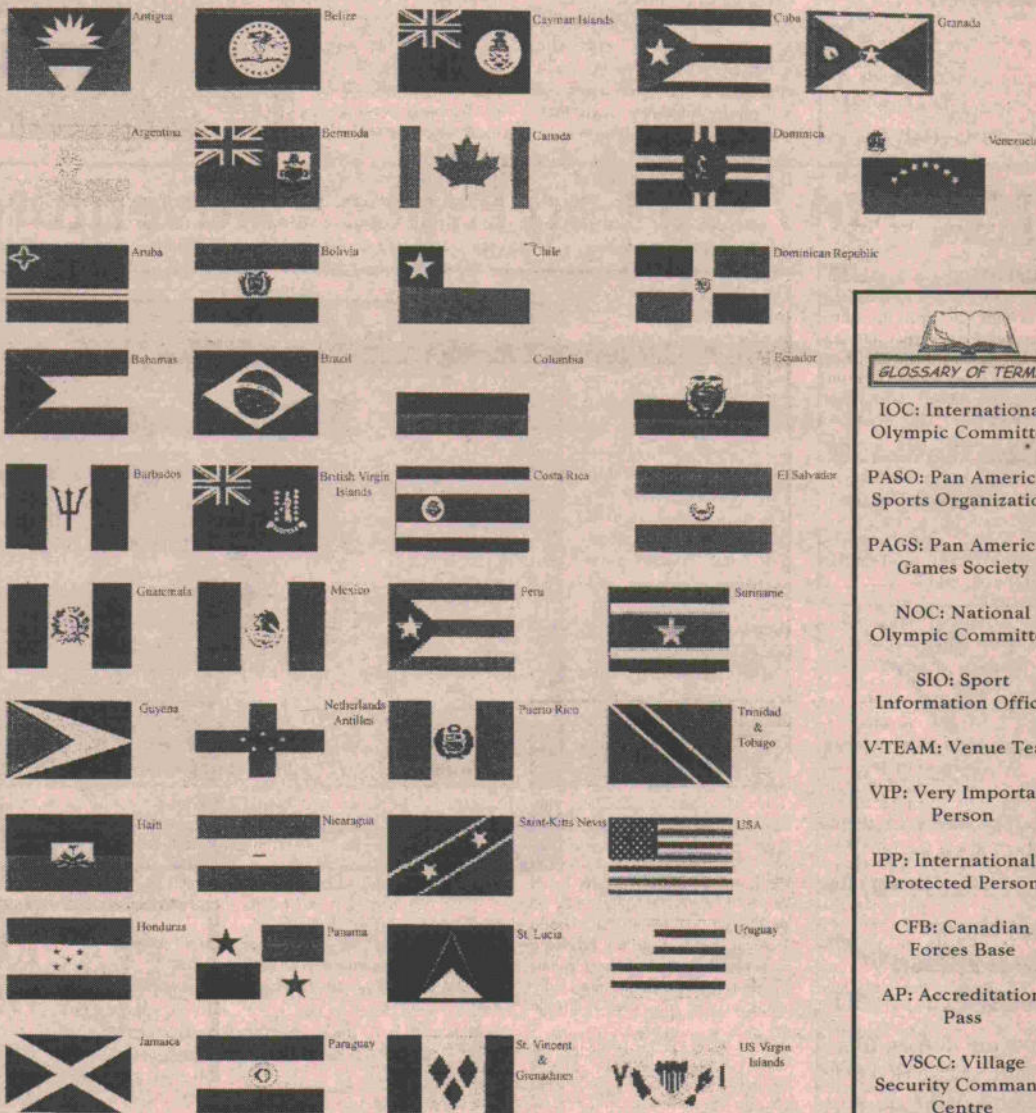 Antigua
Belize
Cayman Islands
Cuba
Granada
Argentina
Bermuda
Canada
Dominica
Venezuela
Aruba
Bolivia
Chile
Dominican Republic
Bahamas
Brazil
Columbia
Ecuador
Barbados
British Virgin
Islands
Costa Rica
El Salvador
Guatemala
Mexico
Peru
Suriname
Guyana
Netherlands
Antilles
Puerto Rico
Trinidad
&
Tobago
Haiti
Nicaragua
Saint-Kitts Nevis
USA
Honduras
Panama
St. Lucia
Uruguay
Jamaica
Paraguay
St. Vincent
&
Grenadines
V I
US Virgin
Islands
GLOSSARY OF TERM
IOC: Internationa
Olympic Committ
PASO: Pan Americ
Sports Organizatio
PAGS: Pan Americ
Games Society
NOC: National
Olympic Committ
SIO: Sport
Information Offic
V-TEAM: Venue Tea
VIP: Very Importa
Person
IPP: International
Protected Person
CFB: Canadian
Forces Base
AP: Accreditation
Pass
VSCC: Village
Security Comman
Centre